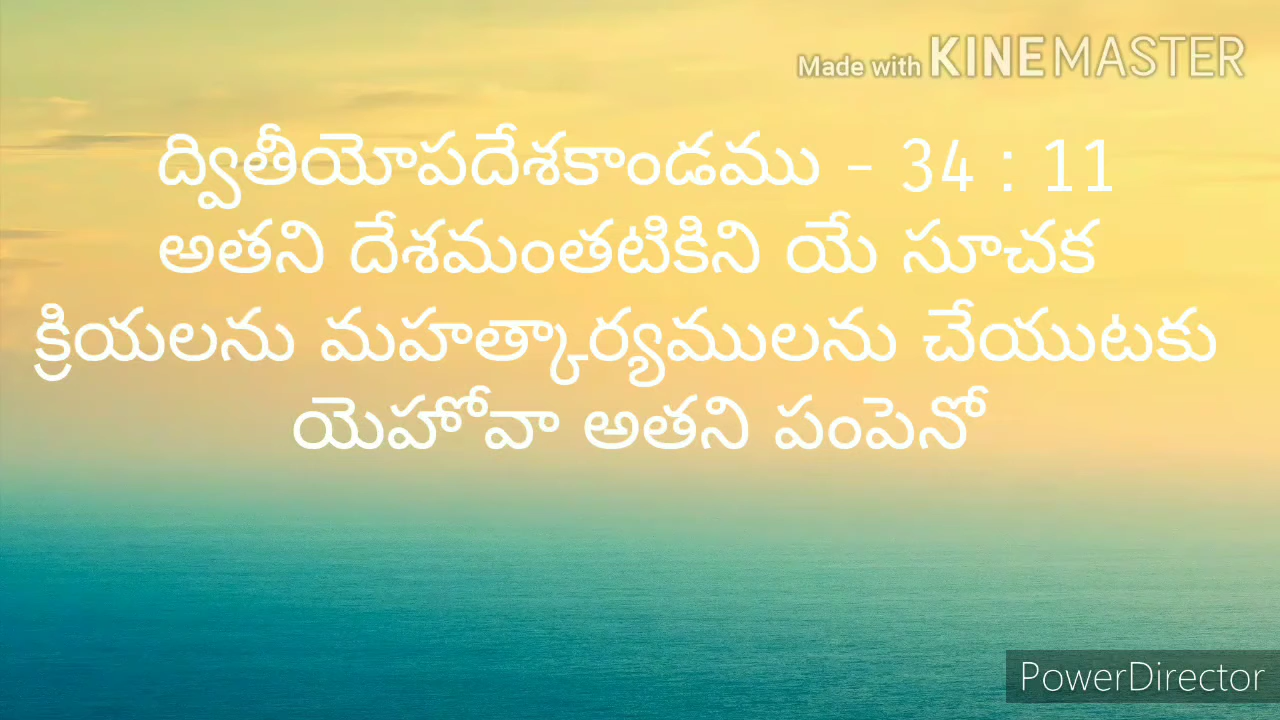 Made with KINEMASTER
ద్వితీయోపదేశకాండము - 34 : 11
అతని దేశమంతటికిని యే సూచక
క్రియలను మహత్కార్యములను చేయుటకు
యెహోవా అతని పంపెనో
PowerDirector